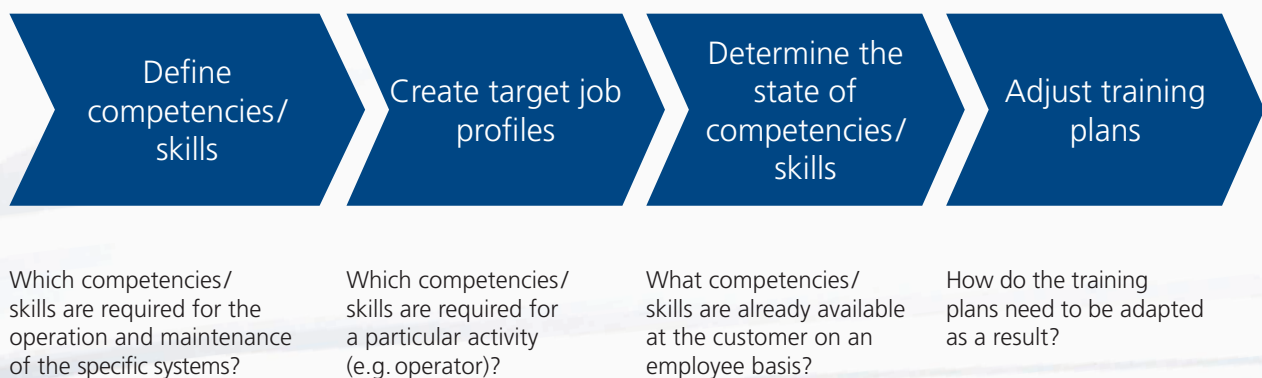 Define
competencies/
skills
Create target job
profiles
Determine the
state of
competencies/
skills
Adjust training
plans
Which competencies/
skills are required for the
operation and maintenance
of the specific systems?
Which competencies/
skills are required for
a particular activity
(e.g. operator)?
What competencies/
skills are already available
at the customer on an
employee basis?
How do the training
plans need to be adapted
as a result?